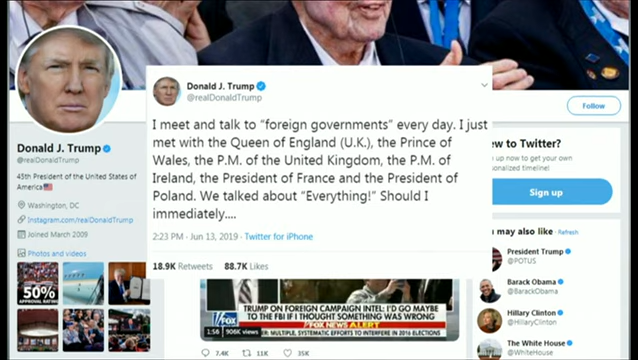 Donald J. Trump
@realDonaldTrump
45th President of the United States of
America
Washington, DC
Instagram.com/realDonaldTrump
Joined March 2009
Photos and videos
50%
APPROVAL RATING
Donald J. Trump
@realDonaldTrump
I meet and talk to “foreign governments” every day. I just
met with the Queen of England (U.K.), the Prince of
Wales, the P.M. of the United Kingdom, the P.M. of
Ireland, the President of France and the President of
Poland. We talked about “Everything!” Should I
immediately....
2:23 PM - Jun 13, 2019 · Twitter for iPhone
18.9K Retweets 88.7K Likes
TRUMP ON FOREIGN CAMPAIGN INTEL: I'D GO MAYBE
TO THE FBI IF I THOUGHT SOMETHING WAS WRONG
FOX NEWS ALERT
1:56 906K views
ER: MULTIPLE, SYSTEMATIC EFFORTS TO INTERFERE IN 2016 ELECTIONS
7.4K 11K 35K
Follow
ew to Twitter?
up now to get your own
rsonalized timeline!
Sign up
u may also like · Refresh
President Trump
@POTUS
Barack Obama
@BarackObama
Hillary Clinton
@HillaryClinton
The White House
@WhiteHouse